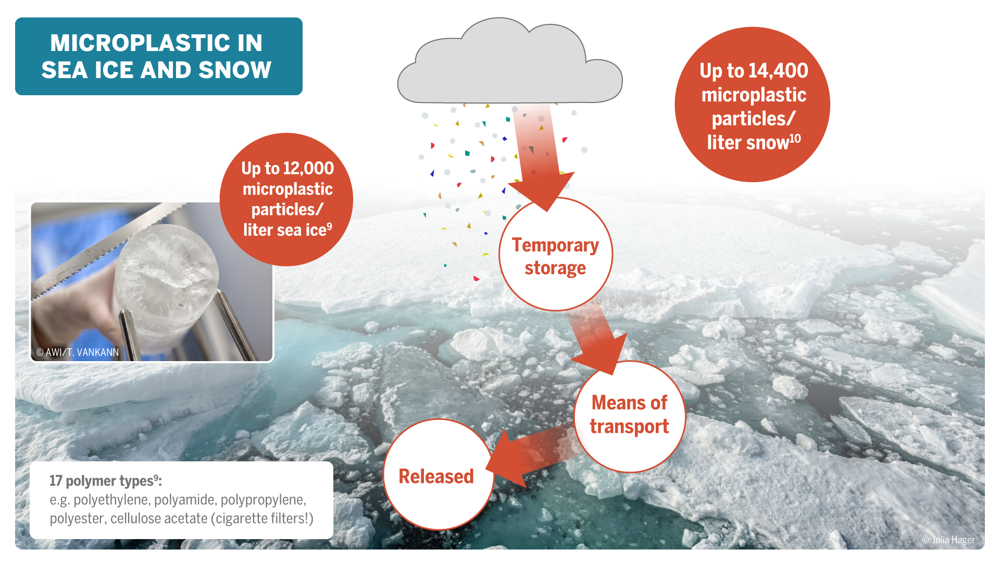 MICROPLASTIC IN
SEA ICE AND SNOW
Up to 14,400
microplastic
particles/
liter snow¹⁰
Up to 12,000
microplastic
particles/
liter sea ice⁹
Temporary
storage
© AWI/T. VANKANN
Means of
transport
Released
17 polymer types⁹:
e.g. polyethylene, polyamide, polypropylene,
polyester, cellulose acetate (cigarette filters!)
© Julia Hager